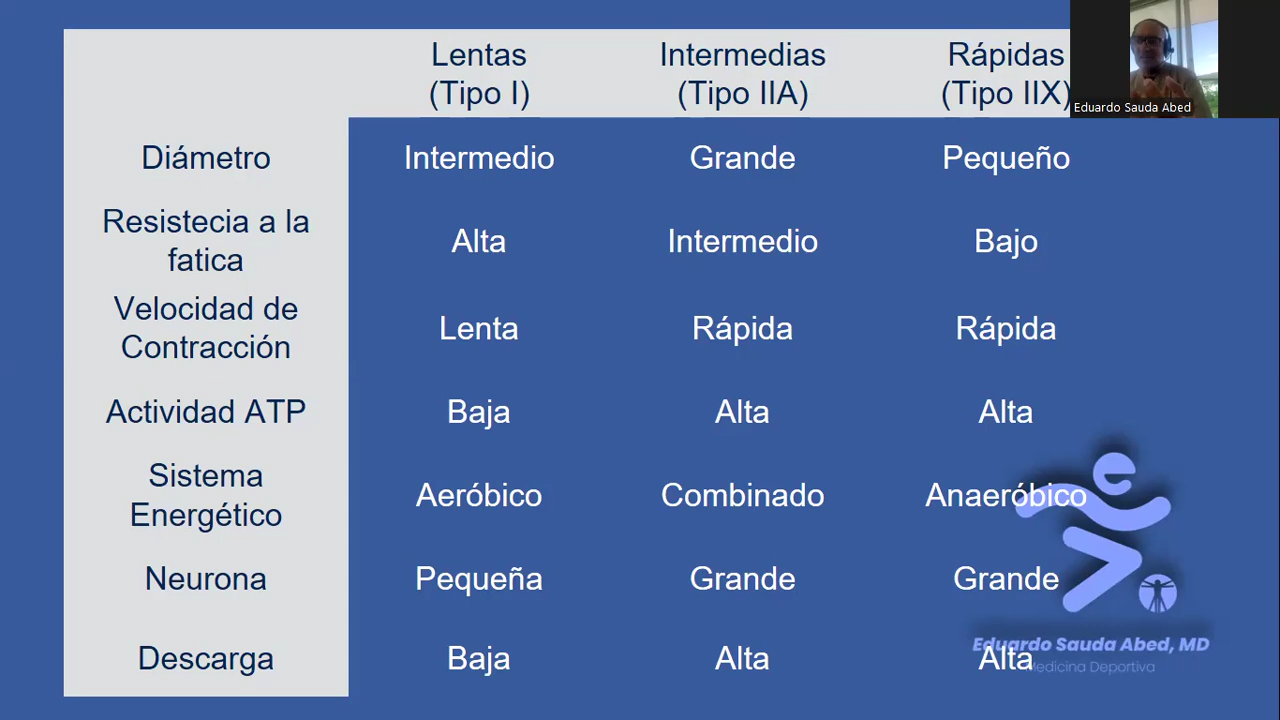 Lentas
(Tipo I)
Intermedias
(Tipo IIA)
Rápidas
(Tipo IIX)
Eduardo Sauda Abed
Diámetro
Intermedio
Grande
Pequeño
Resistecia a la
fatica
Alta
Intermedio
Bajo
Velocidad de
Contracción
Lenta
Rápida
Rápida
Actividad ATP
Baja
Alta
Alta
Sistema
Energético
Aeróbico
Combinado
Anaeróbico
Neurona
Pequeña
Grande
Grande
Descarga
Baja
Alta
Alta
Eduardo Sauda Abed, MD
Medicina Deportiva